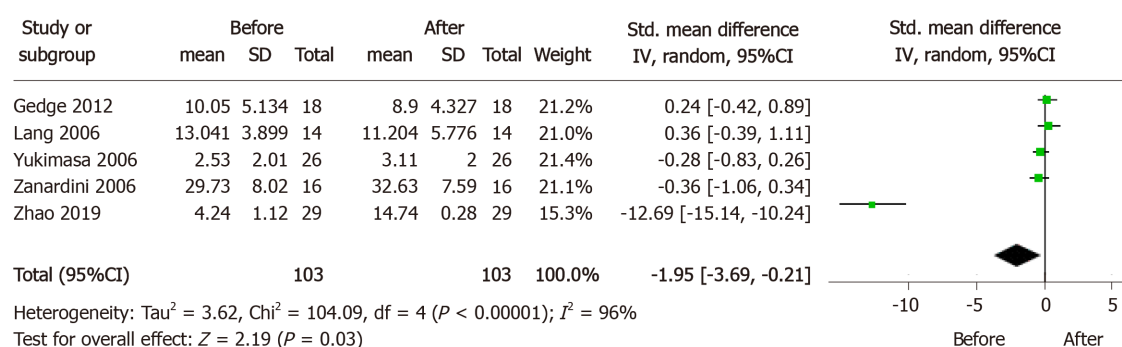 Study or Before After Std. mean difference Std. mean difference
subgroup mean SD Total mean SD Total Weight IV, random, 95%CI IV, random, 95%CI
Gedge 2012 10.05 5.134 18 8.9 4.327 18 21.2% 0.24 [-0.42, 0.89]
Lang 2006 13.041 3.899 14 11.204 5.776 14 21.0% 0.36 [-0.39, 1.11]
Yukimasa 2006 2.53 2.01 26 3.11 2 26 21.4% -0.28 [-0.83, 0.26]
Zanardini 2006 29.73 8.02 16 32.63 7.59 16 21.1% -0.36 [-1.06, 0.34]
Zhao 2019 4.24 1.12 29 14.74 0.28 29 15.3% -12.69 [-15.14, -10.24]
Total (95%CI) 103 103 100.0% -1.95 [-3.69, -0.21]
-10 -5 0 5
Heterogeneity: Tau² = 3.62, Chi² = 104.09, df = 4 (P < 0.00001); I² = 96%
Test for overall effect: Z = 2.19 (P = 0.03) Before After